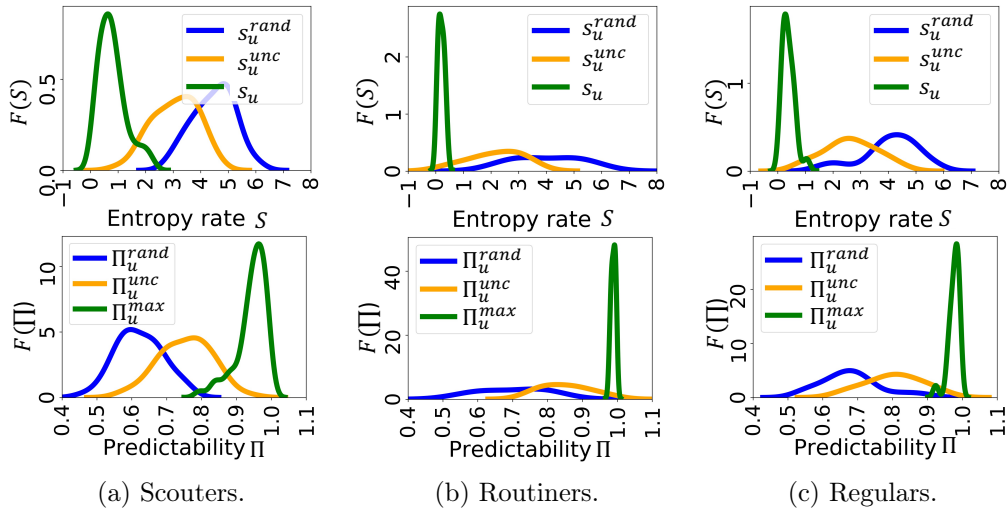 F(S)
0.0
0.5
S_u^{rand}
S_u^{unc}
S_u
−1 0 1 2 3 4 5 6 7 8
Entropy rate S
F(S)
0
1
2
S_u^{rand}
S_u^{unc}
S_u
−1 0 1 2 3 4 5 6 7 8
Entropy rate S
F(S)
0
1
S_u^{rand}
S_u^{unc}
S_u
−1 0 1 2 3 4 5 6 7 8
Entropy rate S
F(∏)
0
5
10
Π_u^{rand}
Π_u^{unc}
Π_u^{max}
0.4 0.5 0.6 0.7 0.8 0.9 1.0 1.1
Predictability Π
(a) Scouters.
F(∏)
0
20
40
Π_u^{rand}
Π_u^{unc}
Π_u^{max}
0.4 0.5 0.6 0.7 0.8 0.9 1.0 1.1
Predictability Π
(b) Routiners.
F(∏)
0
10
20
Π_u^{rand}
Π_u^{unc}
Π_u^{max}
0.4 0.5 0.6 0.7 0.8 0.9 1.0 1.1
Predictability Π
(c) Regulars.